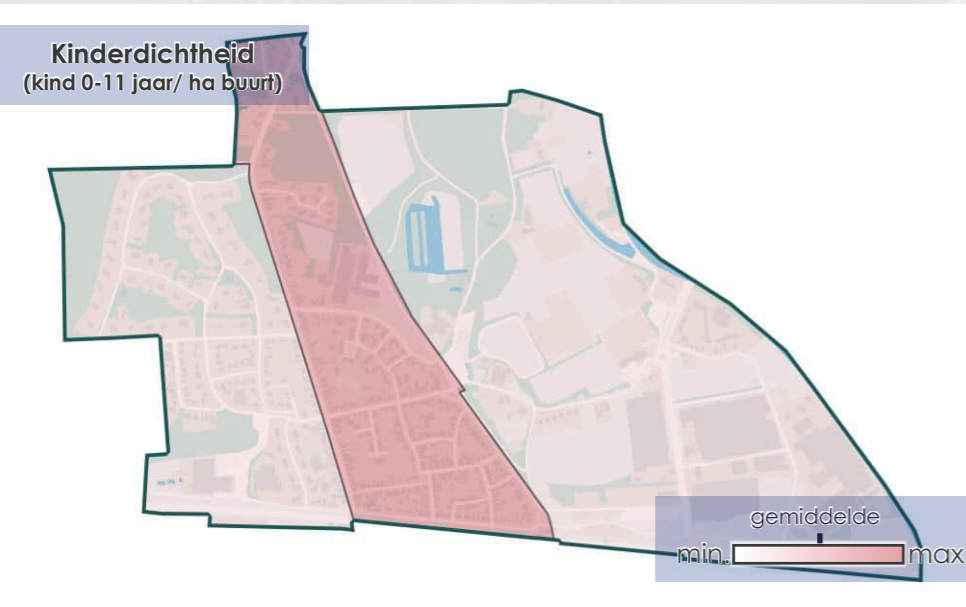 Kinderdichtheid
(kind 0-11 jaar/ ha buurt)
gemiddelde
min.
max